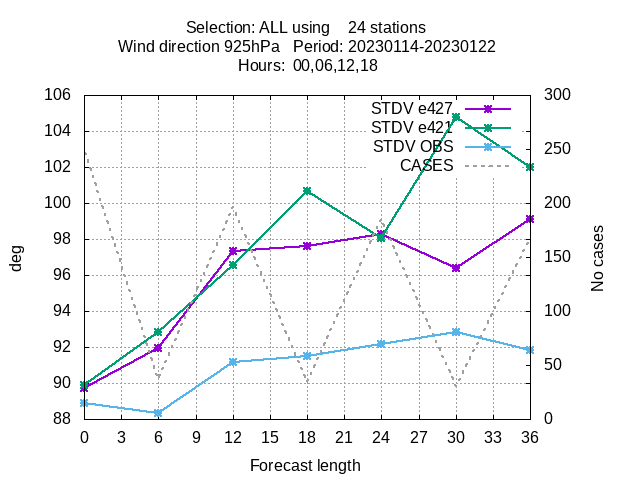 Selection: ALL using    24 stations
Wind direction 925hPa   Period: 20230114-20230122
Hours:  00,06,12,18
106
104
102
100
98
96
94
92
90
88
deg
300
250
200
150
100
50
0
No cases
STDV e427
STDV e421
STDV OBS
CASES
0 3 6 9 12 15 18 21 24 27 30 33 36
Forecast length